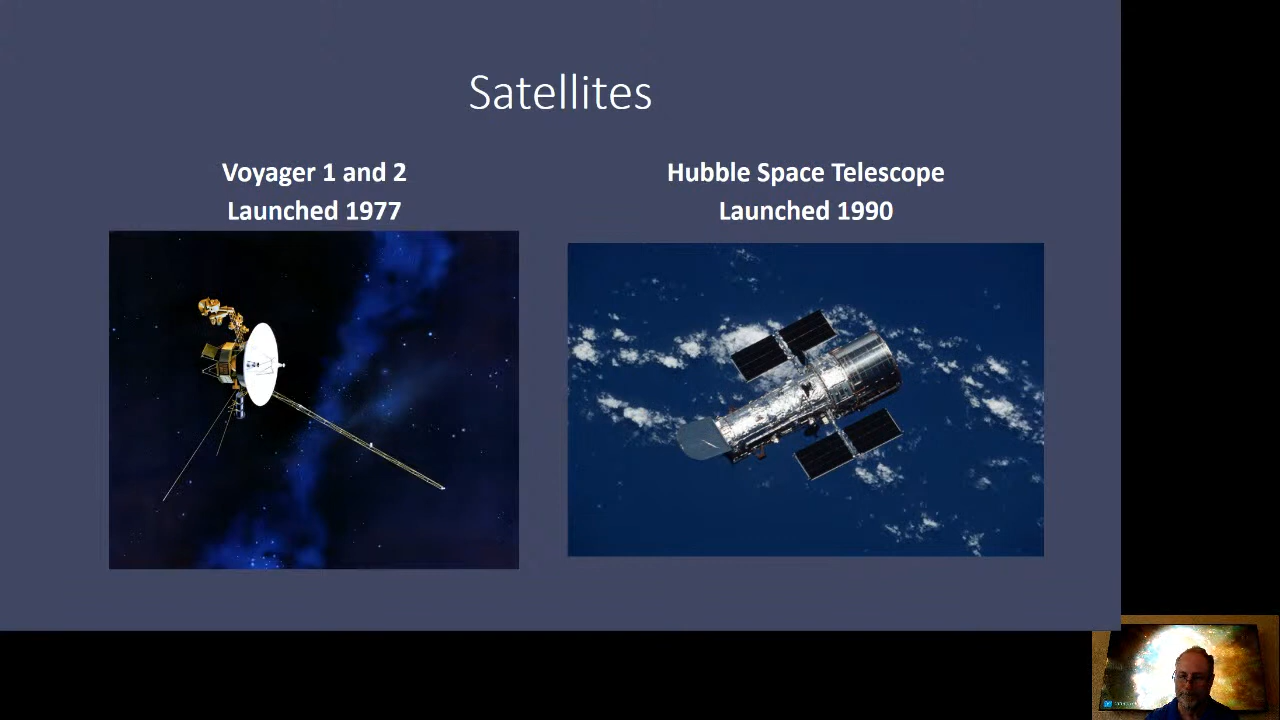 Satellites
Voyager 1 and 2
Launched 1977
Hubble Space Telescope
Launched 1990